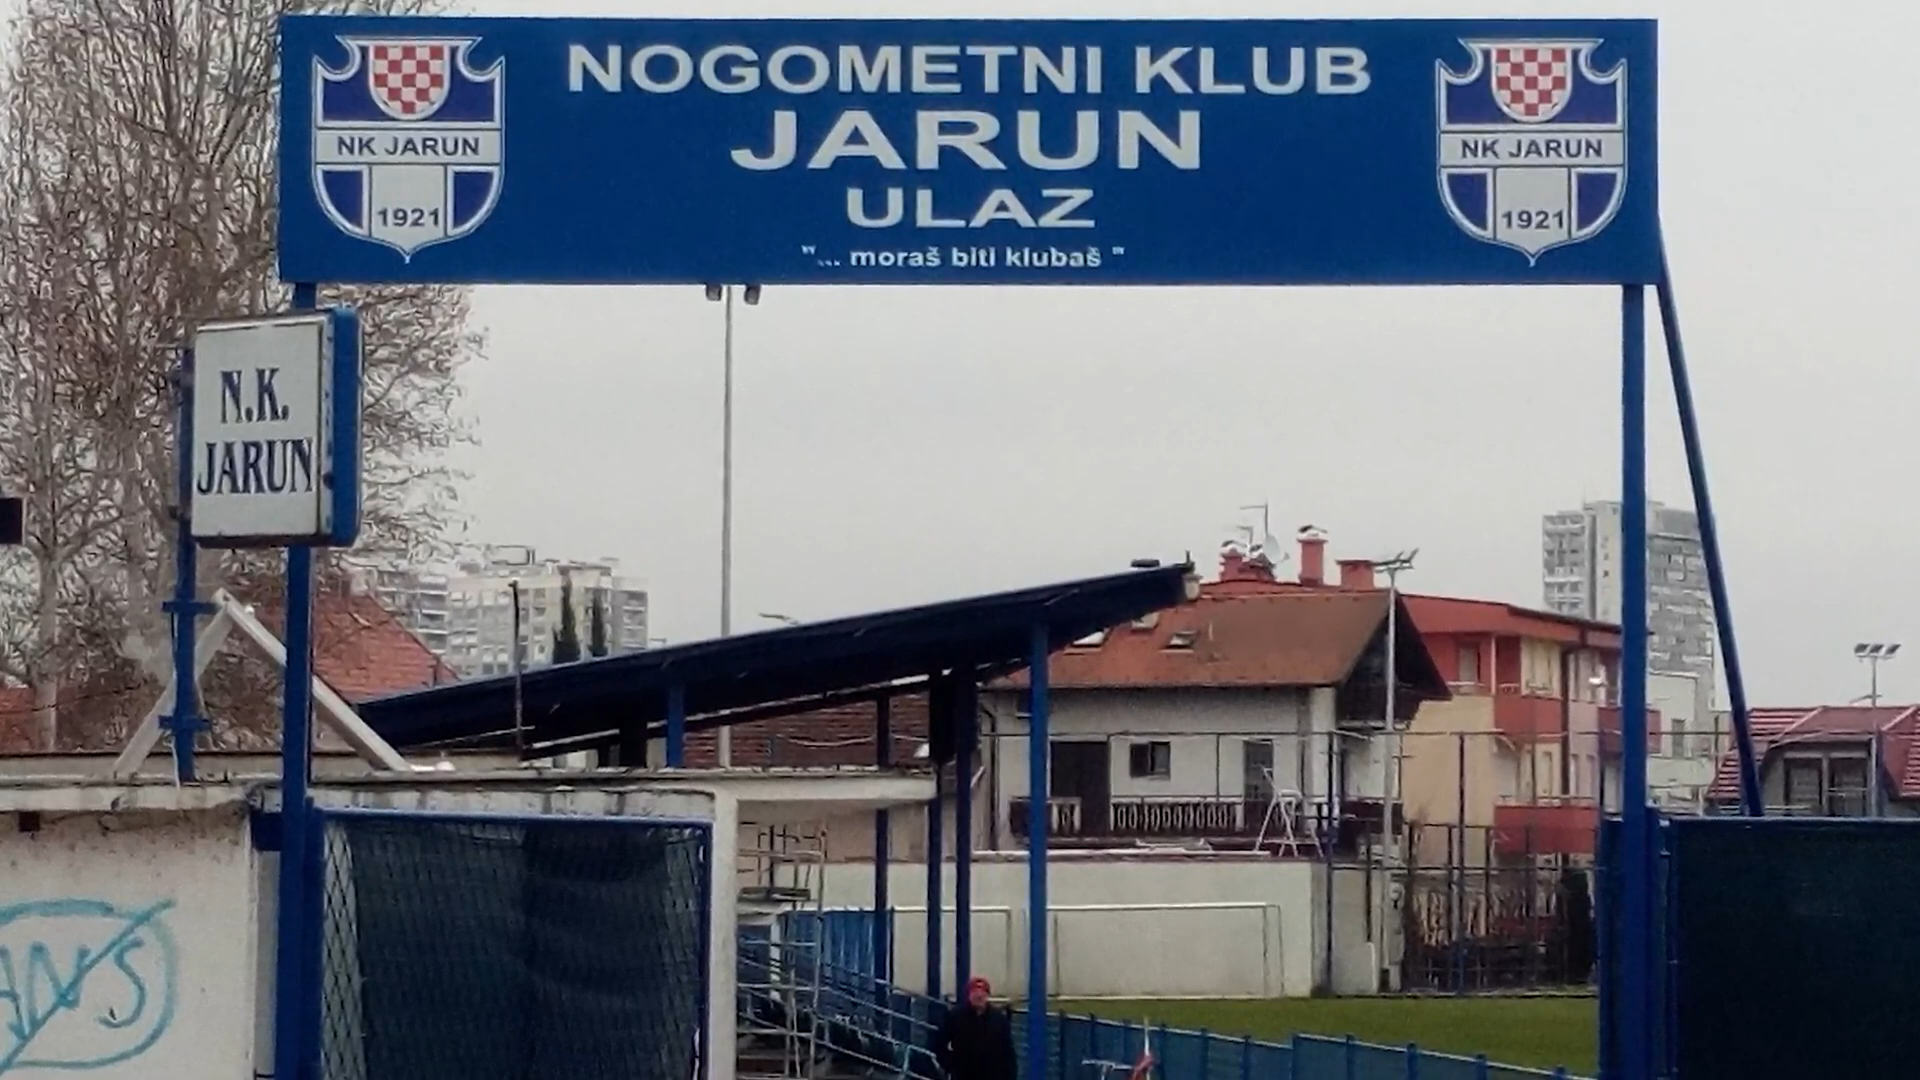 NOGOMETNI KLUB
JARUN
ULAZ
"... moraš biti klubaš "
NK JARUN
1921
NK JARUN
1921
N.K.
JARUN